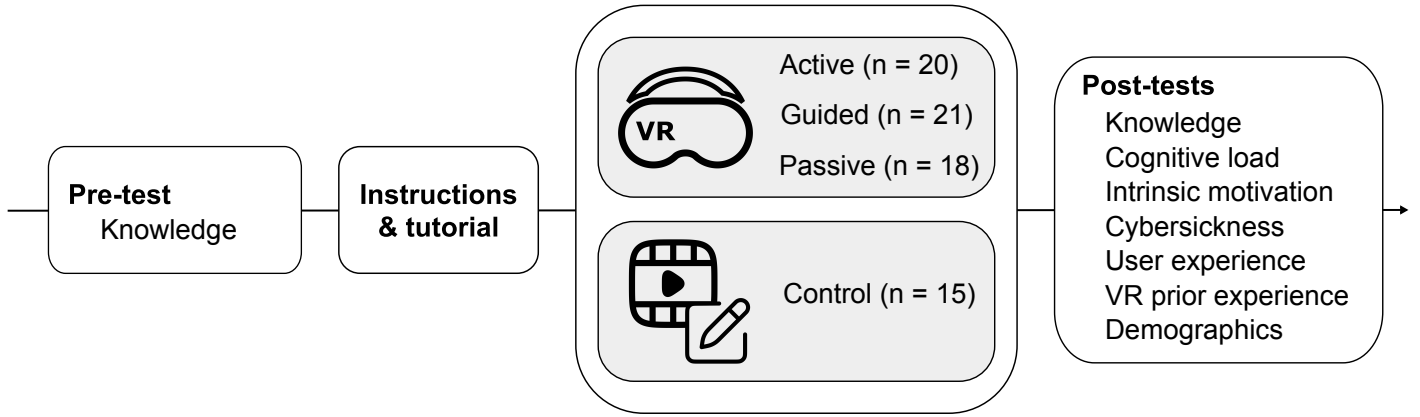 Pre-test
Knowledge
Instructions
& tutorial
VR
Active (n = 20)
Guided (n = 21)
Passive (n = 18)
Control (n = 15)
Post-tests
Knowledge
Cognitive load
Intrinsic motivation
Cybersickness
User experience
VR prior experience
Demographics